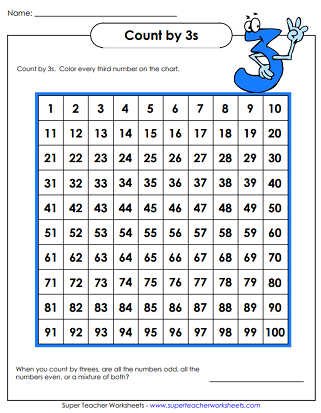 Name: ____________________
Count by 3s
Count by 3s. Color every third number on the chart.
1 2 3 4 5 6 7 8 9 10
11 12 13 14 15 16 17 18 19 20
21 22 23 24 25 26 27 28 29 30
31 32 33 34 35 36 37 38 39 40
41 42 43 44 45 46 47 48 49 50
51 52 53 54 55 56 57 58 59 60
61 62 63 64 65 66 67 68 69 70
71 72 73 74 75 76 77 78 79 80
81 82 83 84 85 86 87 88 89 90
91 92 93 94 95 96 97 98 99 100
When you count by threes, are all the numbers odd, all the
numbers even, or a mixture of both? ____________________
Super Teacher Worksheets - www.superteacherworksheets.com